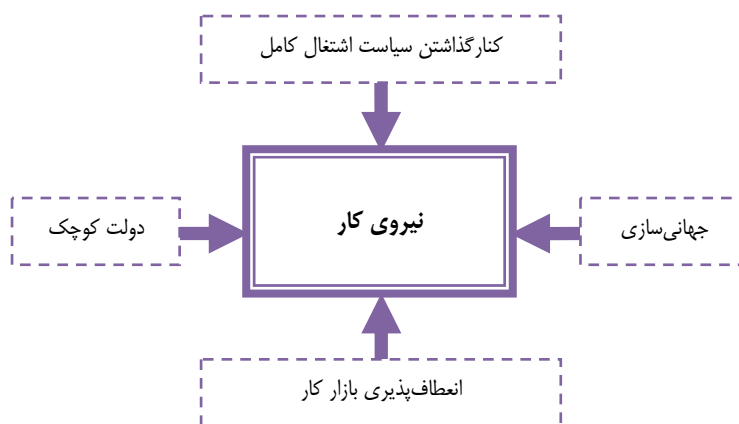 کنارگذاشتن سیاست اشتغال کامل
نیروی کار
جهانی‌سازی
دولت کوچک
انعطاف‌پذیری بازار کار